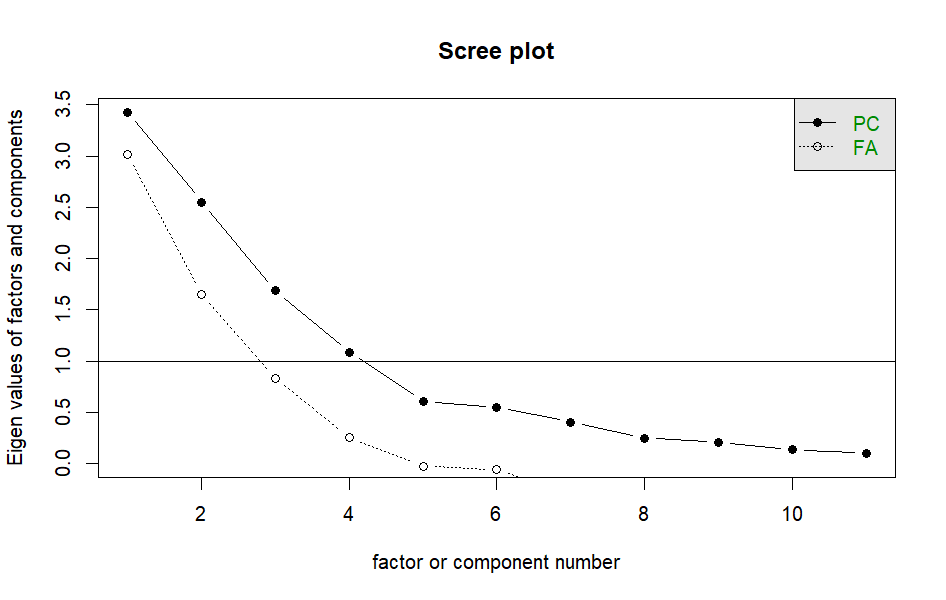 Scree plot
PC
FA
Eigen values of factors and components
3.5
3.0
2.5
2.0
1.5
1.0
0.5
0.0
2 4 6 8 10
factor or component number